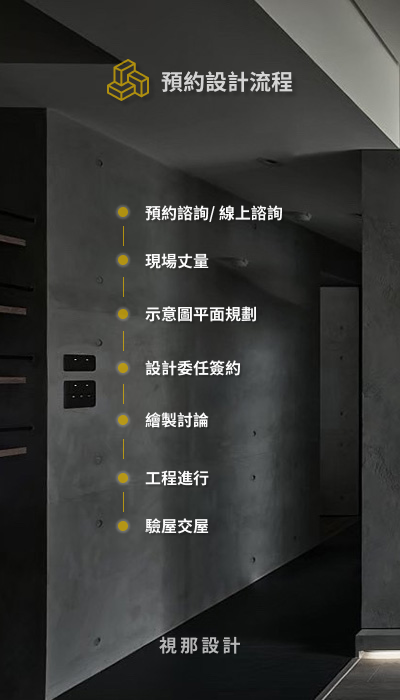 預約設計流程
預約諮詢/ 線上諮詢
現場丈量
示意圖平面規劃
設計委任簽約
繪製討論
工程進行
驗屋交屋
視那設計